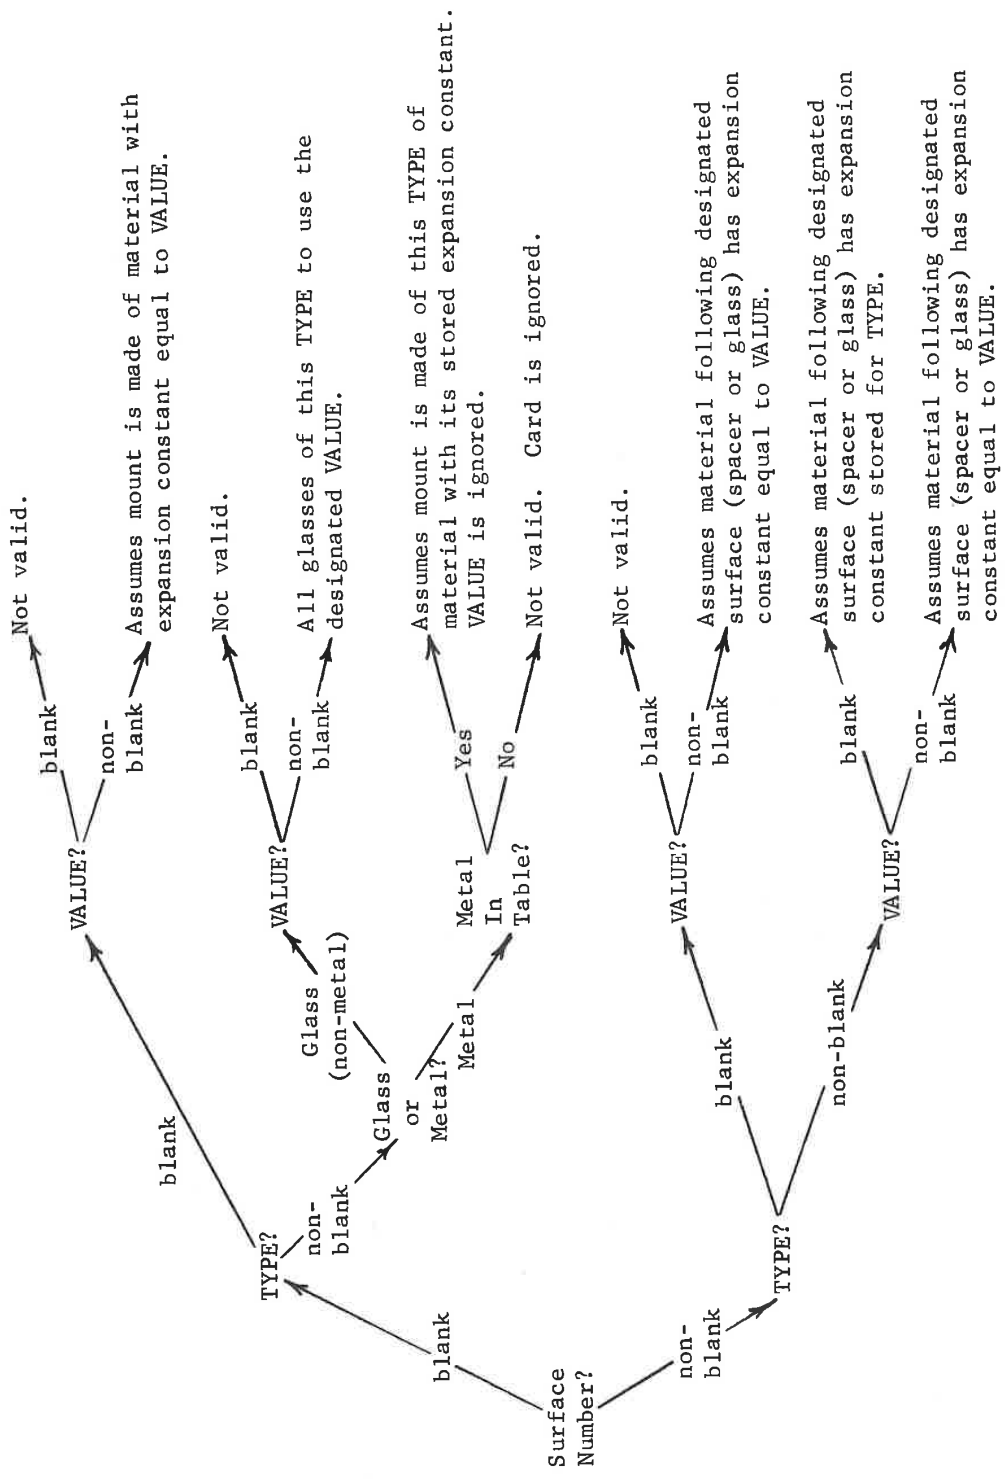 Surface
Number?
blank
non-
blank
TYPE?
blank
non-
blank
VALUE?
blank
Not valid.
non-
blank
Assumes mount is made of material with
expansion constant equal to VALUE.
Glass
or
Metal?
Glass
(non-metal)
VALUE?
blank
Not valid.
non-
blank
All glasses of this TYPE to use the
designated VALUE.
Metal
Metal
In
Table?
Yes
Assumes mount is made of this TYPE of
material with its stored expansion constant.
VALUE is ignored.
No
Not valid.  Card is ignored.
TYPE?
blank
VALUE?
blank
Not valid.
non-
blank
Assumes material following designated
surface (spacer or glass) has expansion
constant equal to VALUE.
non-blank
VALUE?
blank
Assumes material following designated
surface (spacer or glass) has expansion
constant stored for TYPE.
non-
blank
Assumes material following designated
surface (spacer or glass) has expansion
constant equal to VALUE.